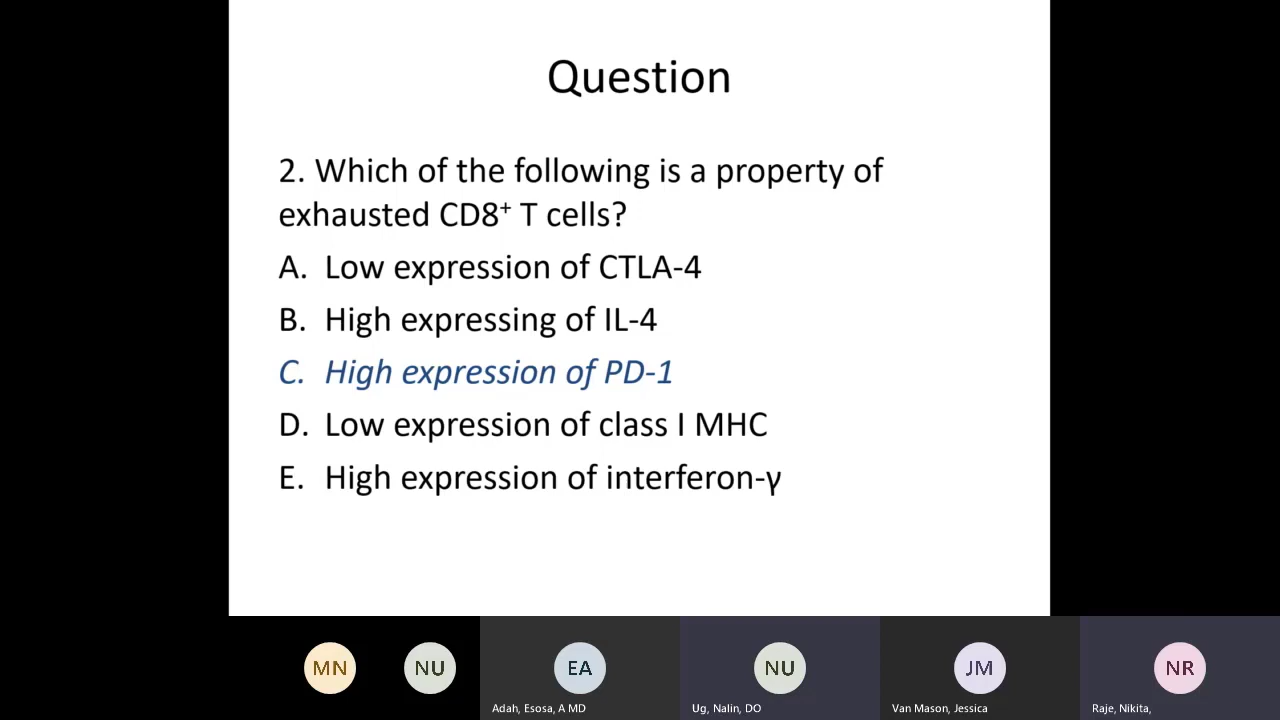 Question
2. Which of the following is a property of
exhausted CD8⁺ T cells?
A. Low expression of CTLA-4
B. High expressing of IL-4
C. High expression of PD-1
D. Low expression of class I MHC
E. High expression of interferon-γ
MN NU EA NU JM NR
Adah, Esosa, A MD Ug, Nalin, DO Van Mason, Jessica Raje, Nikita,